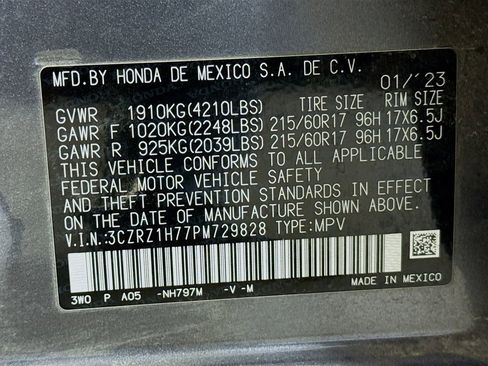 MFD.BY HONDA DE MEXICO S.A. DE C.V. 01/'23
GVWR 1910KG(4210LBS) TIRE SIZE RIM SIZE
GAWR F 1020KG(2248LBS) 215/60R17 96H 17X6.5J
GAWR R 925KG(2039LBS) 215/60R17 96H 17X6.5J
THIS VEHICLE CONFORMS TO ALL APPLICABLE
FEDERAL MOTOR VEHICLE SAFETY
AND THEFT PREVENTION STANDARDS IN EFFECT
ON THE DATE OF MANUFACTURE SHOWN ABOVE.
V.I.N.:3CZRZ1H77PM729828 TYPE:MPV
3W0 P A05 -NH797M -V -M
MADE IN MEXICO